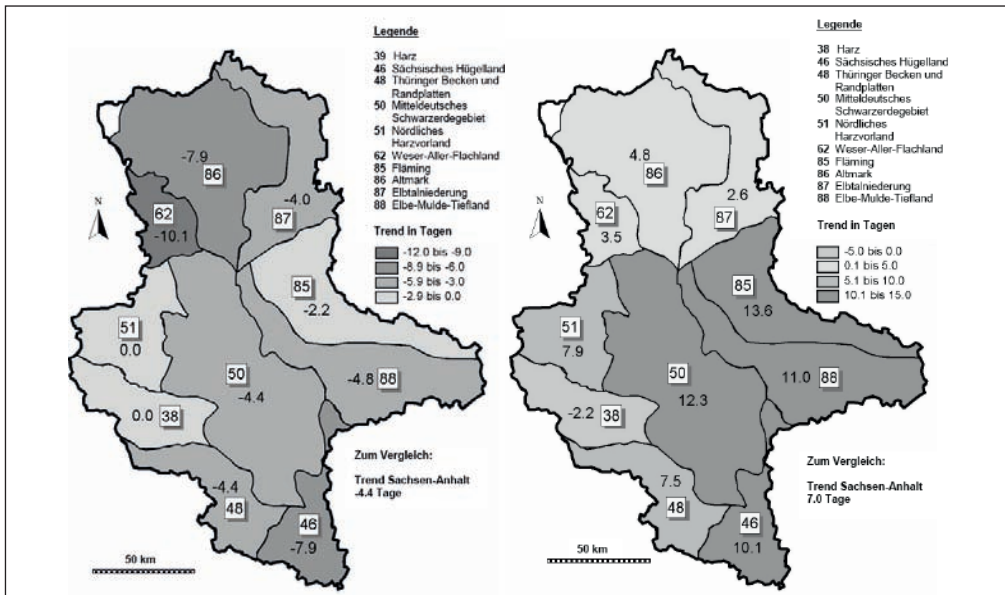 Legende
39 Harz
46 Sächsisches Hügelland
48 Thüringer Becken und
Randplatten
50 Mitteldeutsches
Schwarzerdegebiet
51 Nördliches
Harzvorland
62 Weser-Aller-Flachland
85 Fläming
86 Altmark
87 Elbtalniederung
88 Elbe-Mulde-Tiefland
Trend in Tagen
-12.0 bis -9.0
-8.9 bis -6.0
-5.9 bis -3.0
-2.9 bis 0.0
N
-7.9
86
-4.0
87
62
-10.1
85
-2.2
51
0.0
50
-4.4
-4.8 88
0.0 38
-4.4
48
46
-7.9
Zum Vergleich:
Trend Sachsen-Anhalt
-4.4 Tage
50 km
Legende
38 Harz
46 Sächsisches Hügelland
48 Thüringer Becken und
Randplatten
50 Mitteldeutsches
Schwarzerdegebiet
51 Nördliches
Harzvorland
62 Weser-Aller-Flachland
85 Fläming
86 Altmark
87 Elbtalniederung
88 Elbe-Mulde-Tiefland
Trend in Tagen
-5.0 bis 0.0
0.1 bis 5.0
5.1 bis 10.0
10.1 bis 15.0
N
4.8
86
2.6
87
62
3.5
85
13.6
51
7.9
50
12.3
11.0 88
-2.2 38
7.5
48
46
10.1
Zum Vergleich:
Trend Sachsen-Anhalt
7.0 Tage
50 km